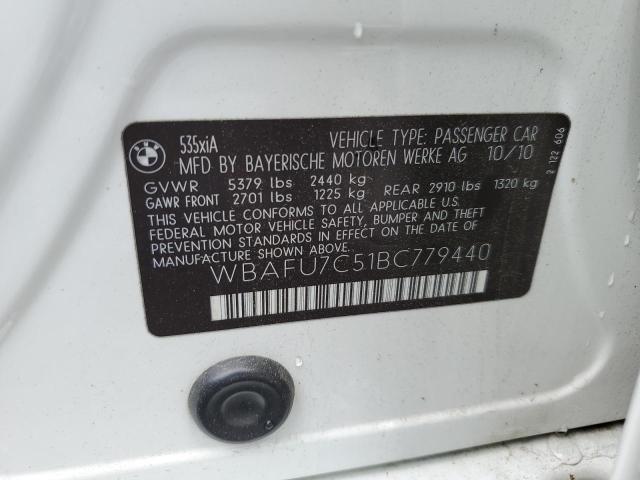 BMW
535xiA
VEHICLE TYPE: PASSENGER CAR
MFD BY BAYERISCHE MOTOREN WERKE AG 10/10
GVWR 5379 lbs 2440 kg
GAWR FRONT 2701 lbs 1225 kg REAR 2910 lbs 1320 kg
THIS VEHICLE CONFORMS TO ALL APPLICABLE U.S.
FEDERAL MOTOR VEHICLE SAFETY, BUMPER AND THEFT
PREVENTION STANDARDS IN EFFECT ON THE DATE OF
MANUFACTURE SHOWN ABOVE.
WBAFU7C51BC779440
2 122 606